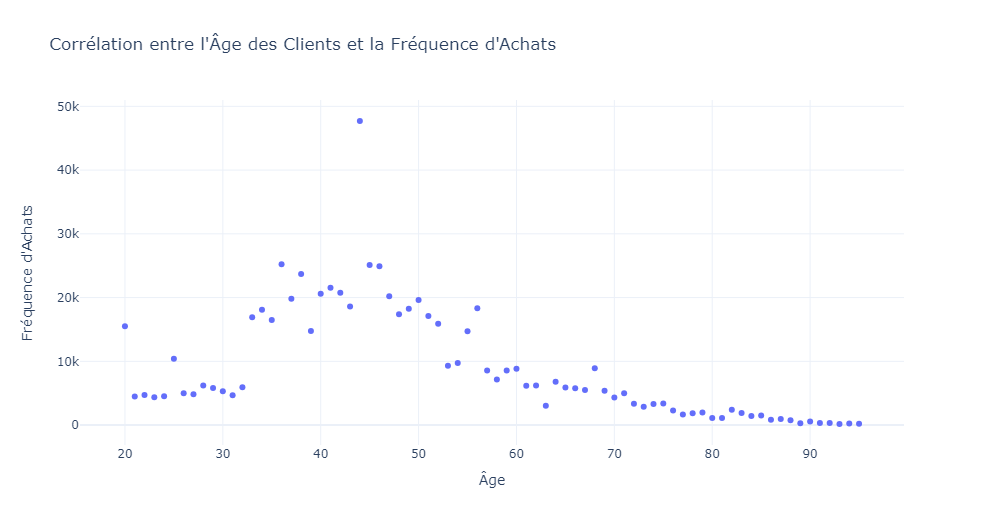 Corrélation entre l'Âge des Clients et la Fréquence d'Achats
Fréquence d'Achats
50k
40k
30k
20k
10k
0
20 30 40 50 60 70 80 90
Âge